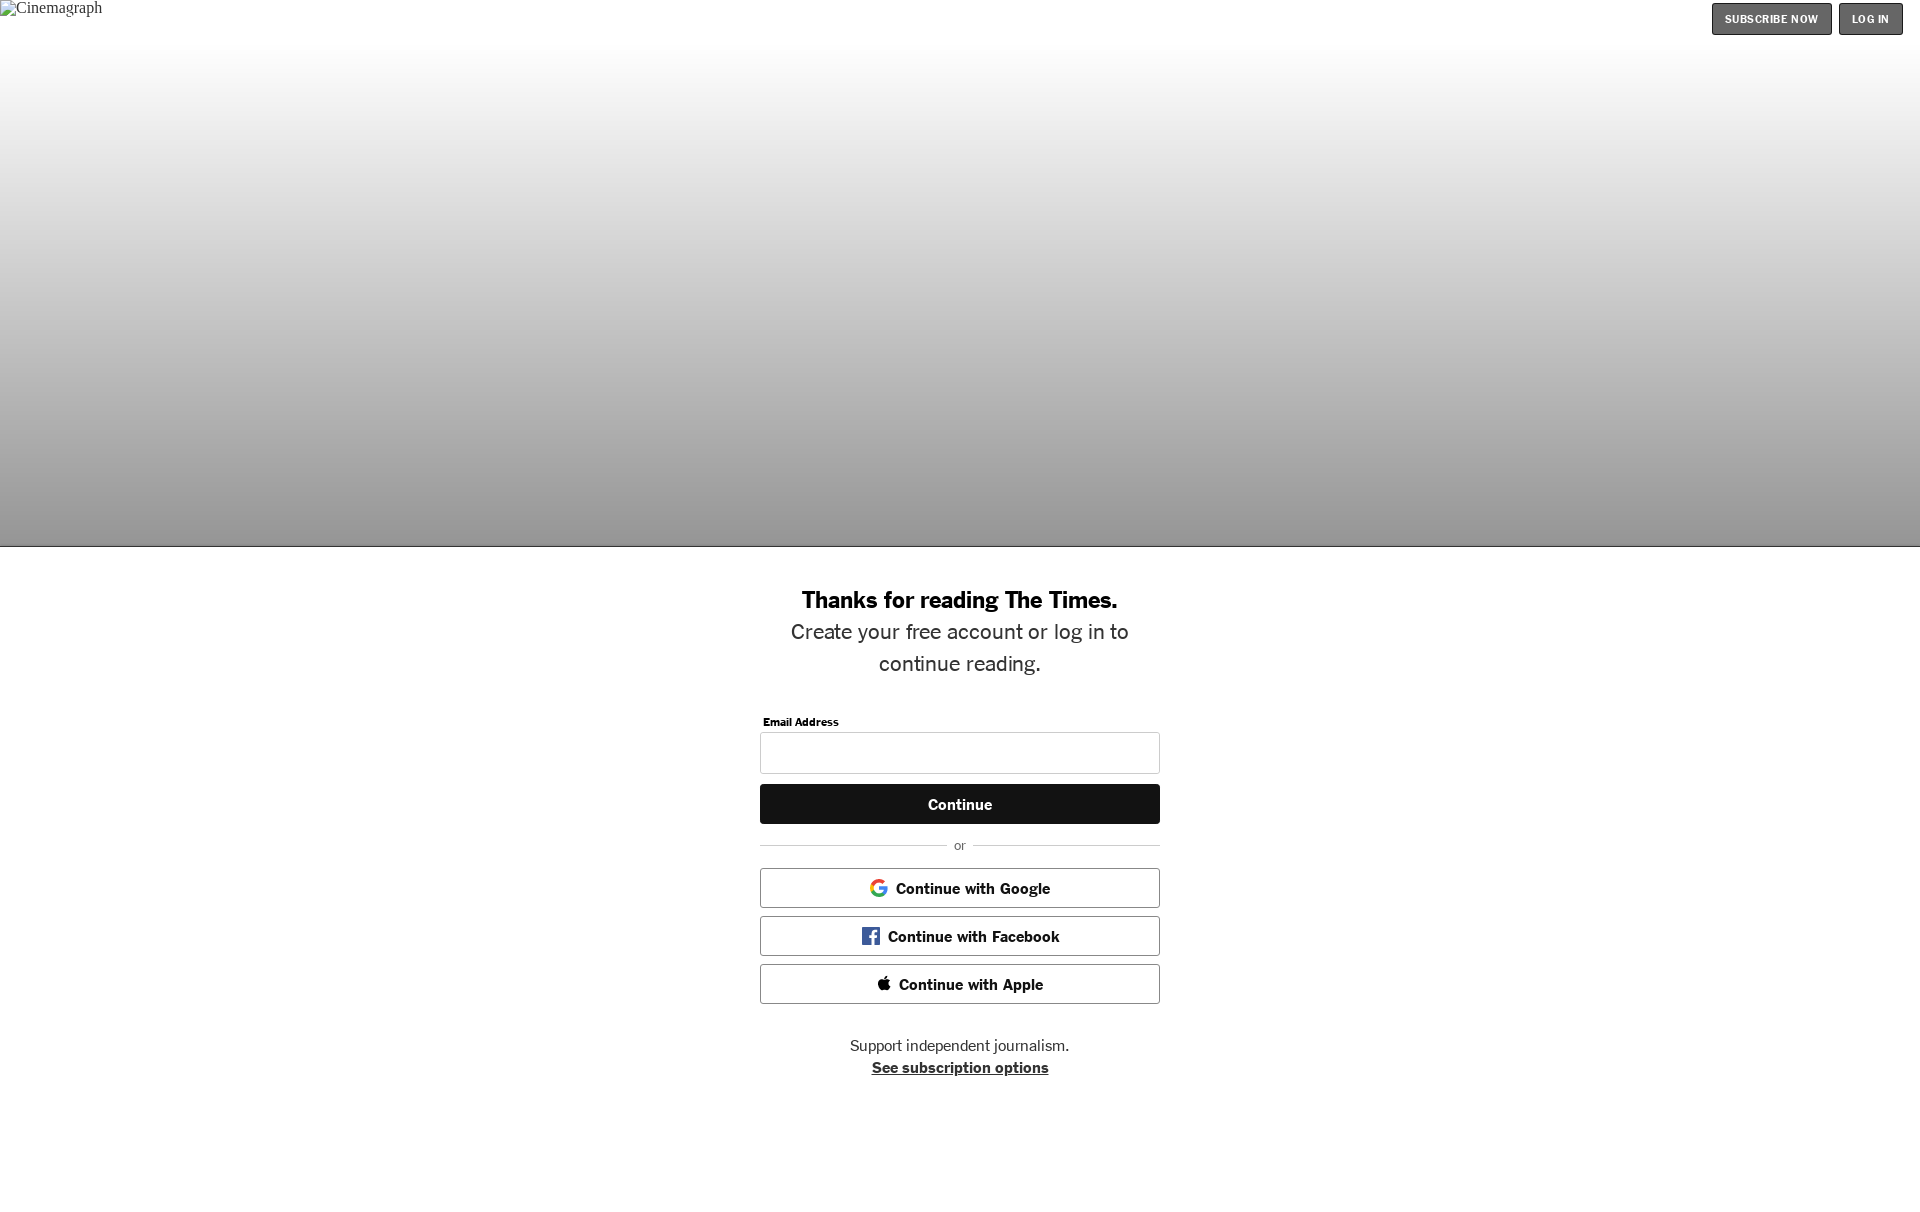 Cinemagraph
SUBSCRIBE NOW
LOG IN
Thanks for reading The Times.
Create your free account or log in to
continue reading.
Email Address
Continue
or
Continue with Google
Continue with Facebook
Continue with Apple
Support independent journalism.
See subscription options